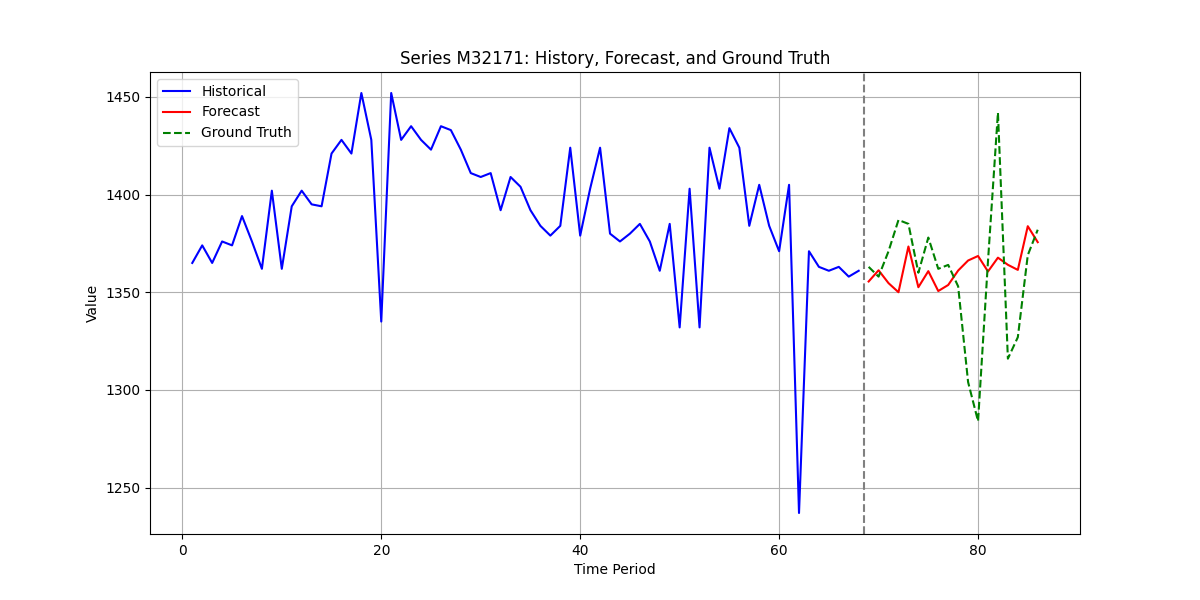 Series M32171: History, Forecast, and Ground Truth
Historical
Forecast
Ground Truth
Value
1450
1400
1350
1300
1250
0 20 40 60 80
Time Period